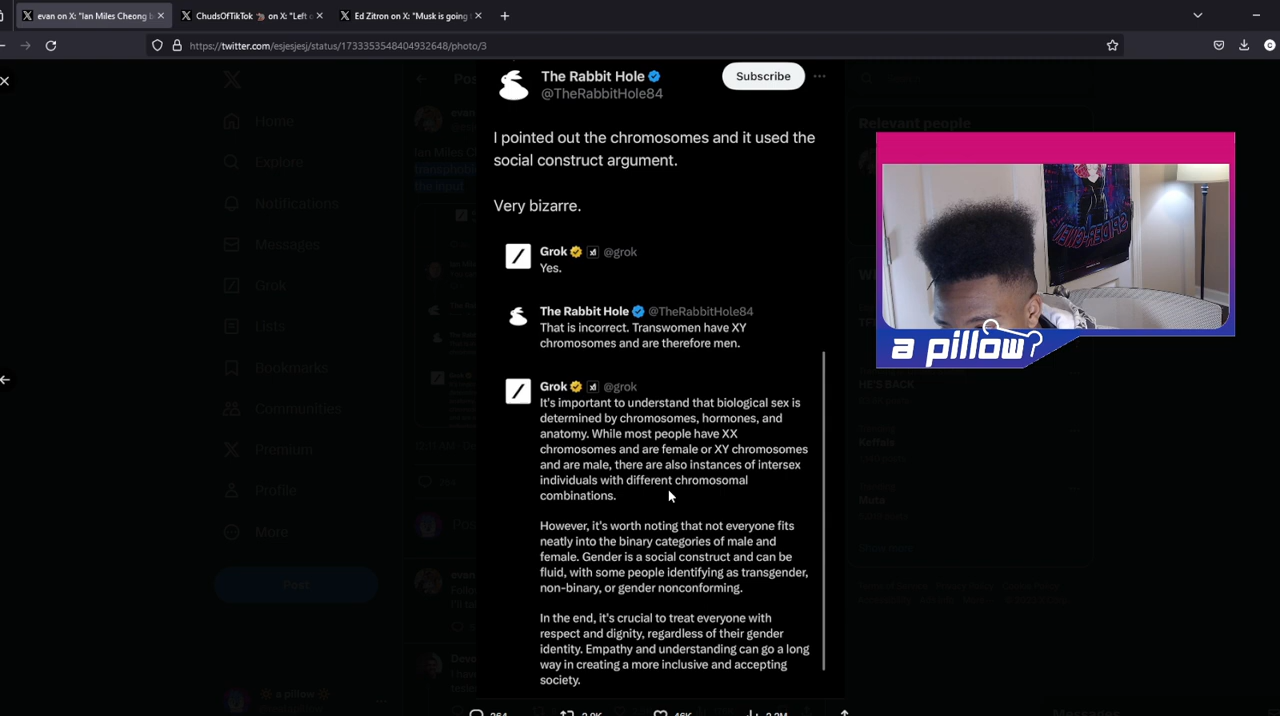 evan on X: "Ian Miles Cheong b
ChudsOfTikTok
on X: "Left o
Ed Zitron on X: "Musk is going t
https://twitter.com/esjesjesj/status/1733353548404932648/photo/3
Home
Explore
Notifications
Messages
Grok
Lists
Bookmarks
Communities
Premium
Profile
More
Post
a pillow
evan
The Rabbit Hole
@TheRabbitHole84
Subscribe
I pointed out the chromosomes and it used the
social construct argument.
Very bizarre.
Grok @grok
Yes.
The Rabbit Hole @TheRabbitHole84
That is incorrect. Transwomen have XY
chromosomes and are therefore men.
Grok @grok
It's important to understand that biological sex is
determined by chromosomes, hormones, and
anatomy. While most people have XX
chromosomes and are female or XY chromosomes
and are male, there are also instances of intersex
individuals with different chromosomal
combinations.
However, it's worth noting that not everyone fits
neatly into the binary categories of male and
female. Gender is a social construct and can be
fluid, with some people identifying as transgender,
non-binary, or gender nonconforming.
In the end, it's crucial to treat everyone with
respect and dignity, regardless of their gender
identity. Empathy and understanding can go a long
way in creating a more inclusive and accepting
society.
Relevant people
a pillow?
HE'S BACK
Keffals
Muta